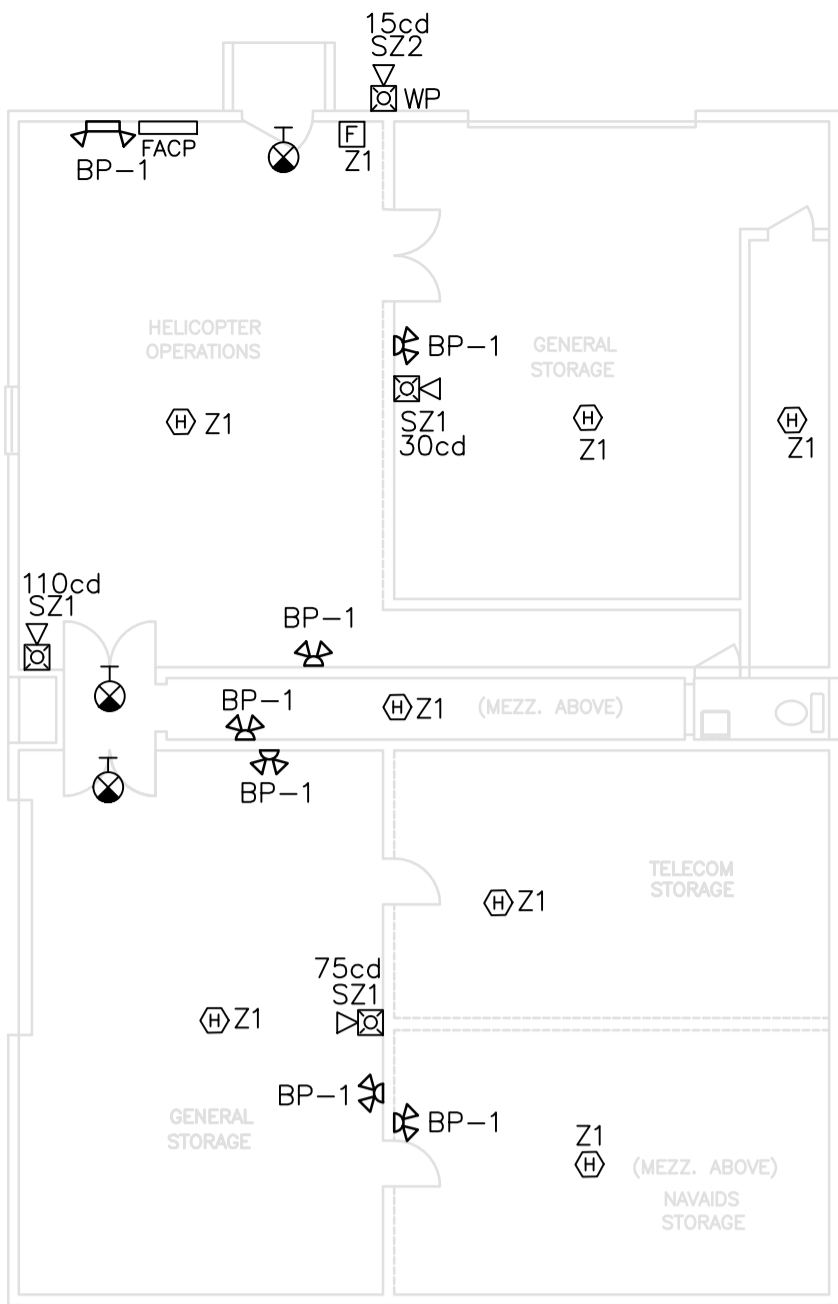 15cd
SZ2
WP
FACP
F
BP-1
Z1
HELICOPTER
OPERATIONS
BP-1
GENERAL
STORAGE
SZ1
30cd
H Z1
H
Z1
H
Z1
110cd
SZ1
BP-1
BP-1
H Z1
(MEZZ. ABOVE)
BP-1
TELECOM
STORAGE
H Z1
75cd
SZ1
H Z1
BP-1
BP-1
GENERAL
STORAGE
Z1
H
(MEZZ. ABOVE)
NAVAIDS
STORAGE